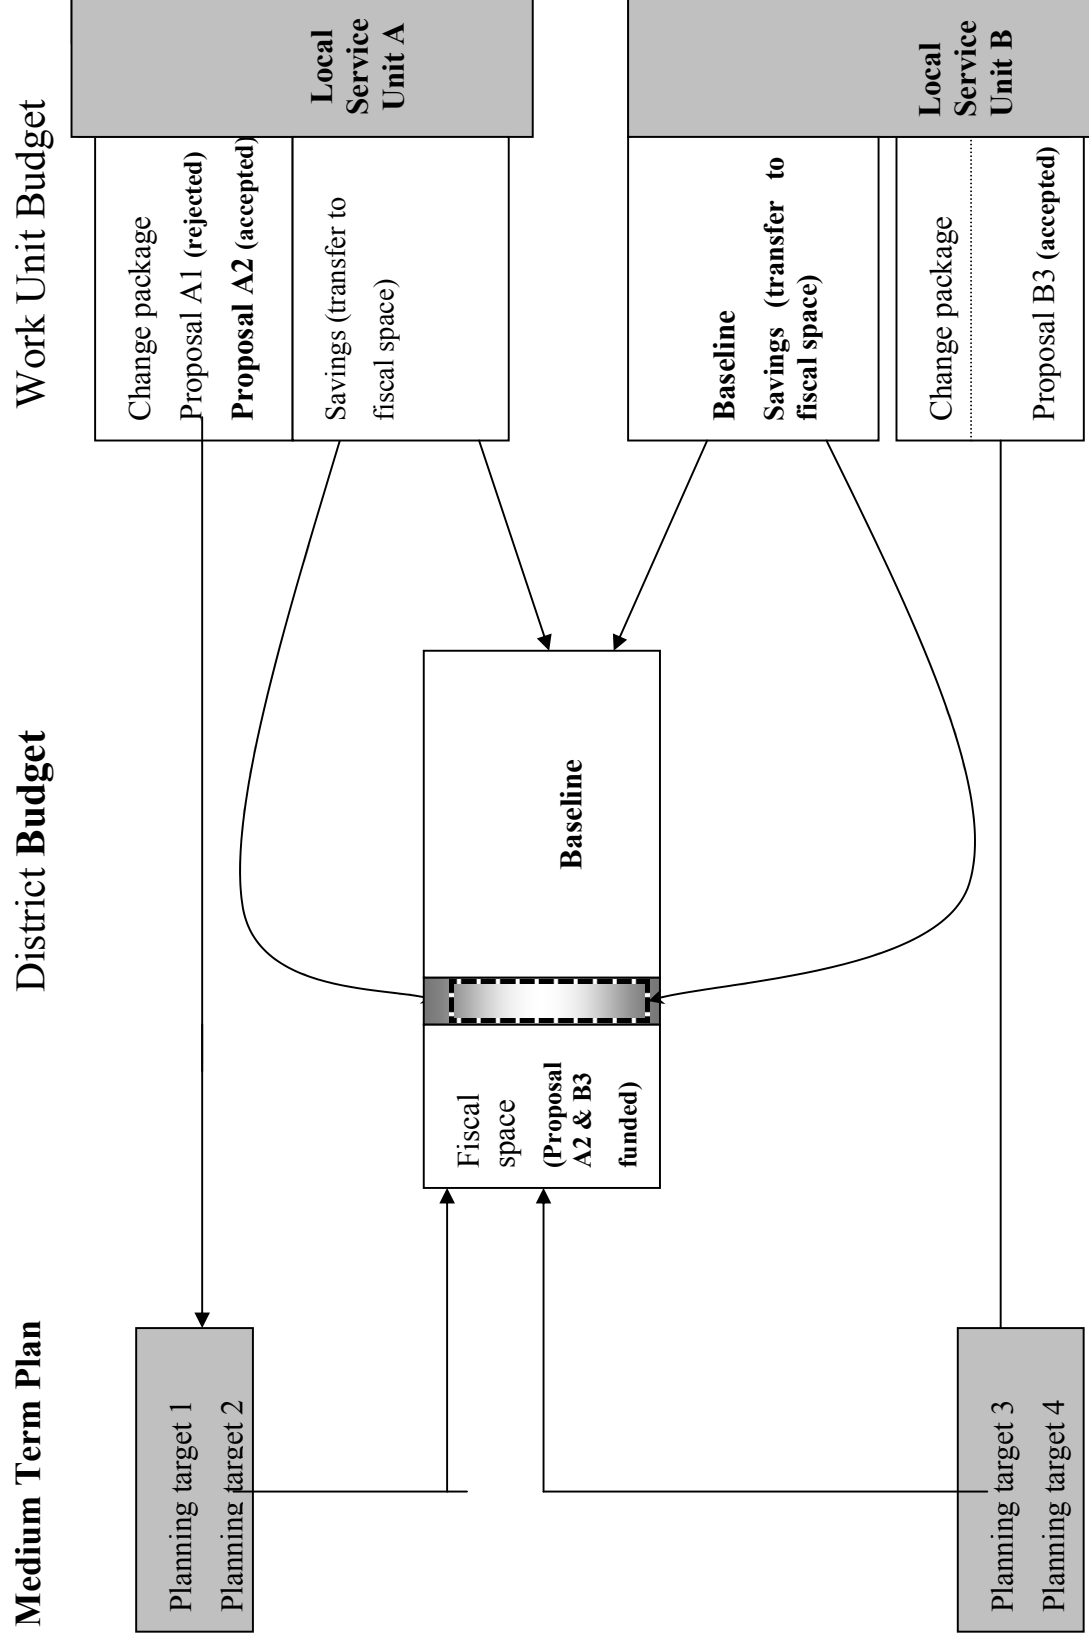 Medium Term Plan
District Budget
Work Unit Budget
Planning target 1
Planning target 2
Change package
Proposal A1 (rejected)
Proposal A2 (accepted)
Savings (transfer to
fiscal space)
Local
Service
Unit A
Fiscal
space
(Proposal
A2 & B3
funded)
Baseline
Baseline
Savings (transfer to
fiscal space)
Local
Service
Unit B
Planning target 3
Planning target 4
Change package
Proposal B3 (accepted)